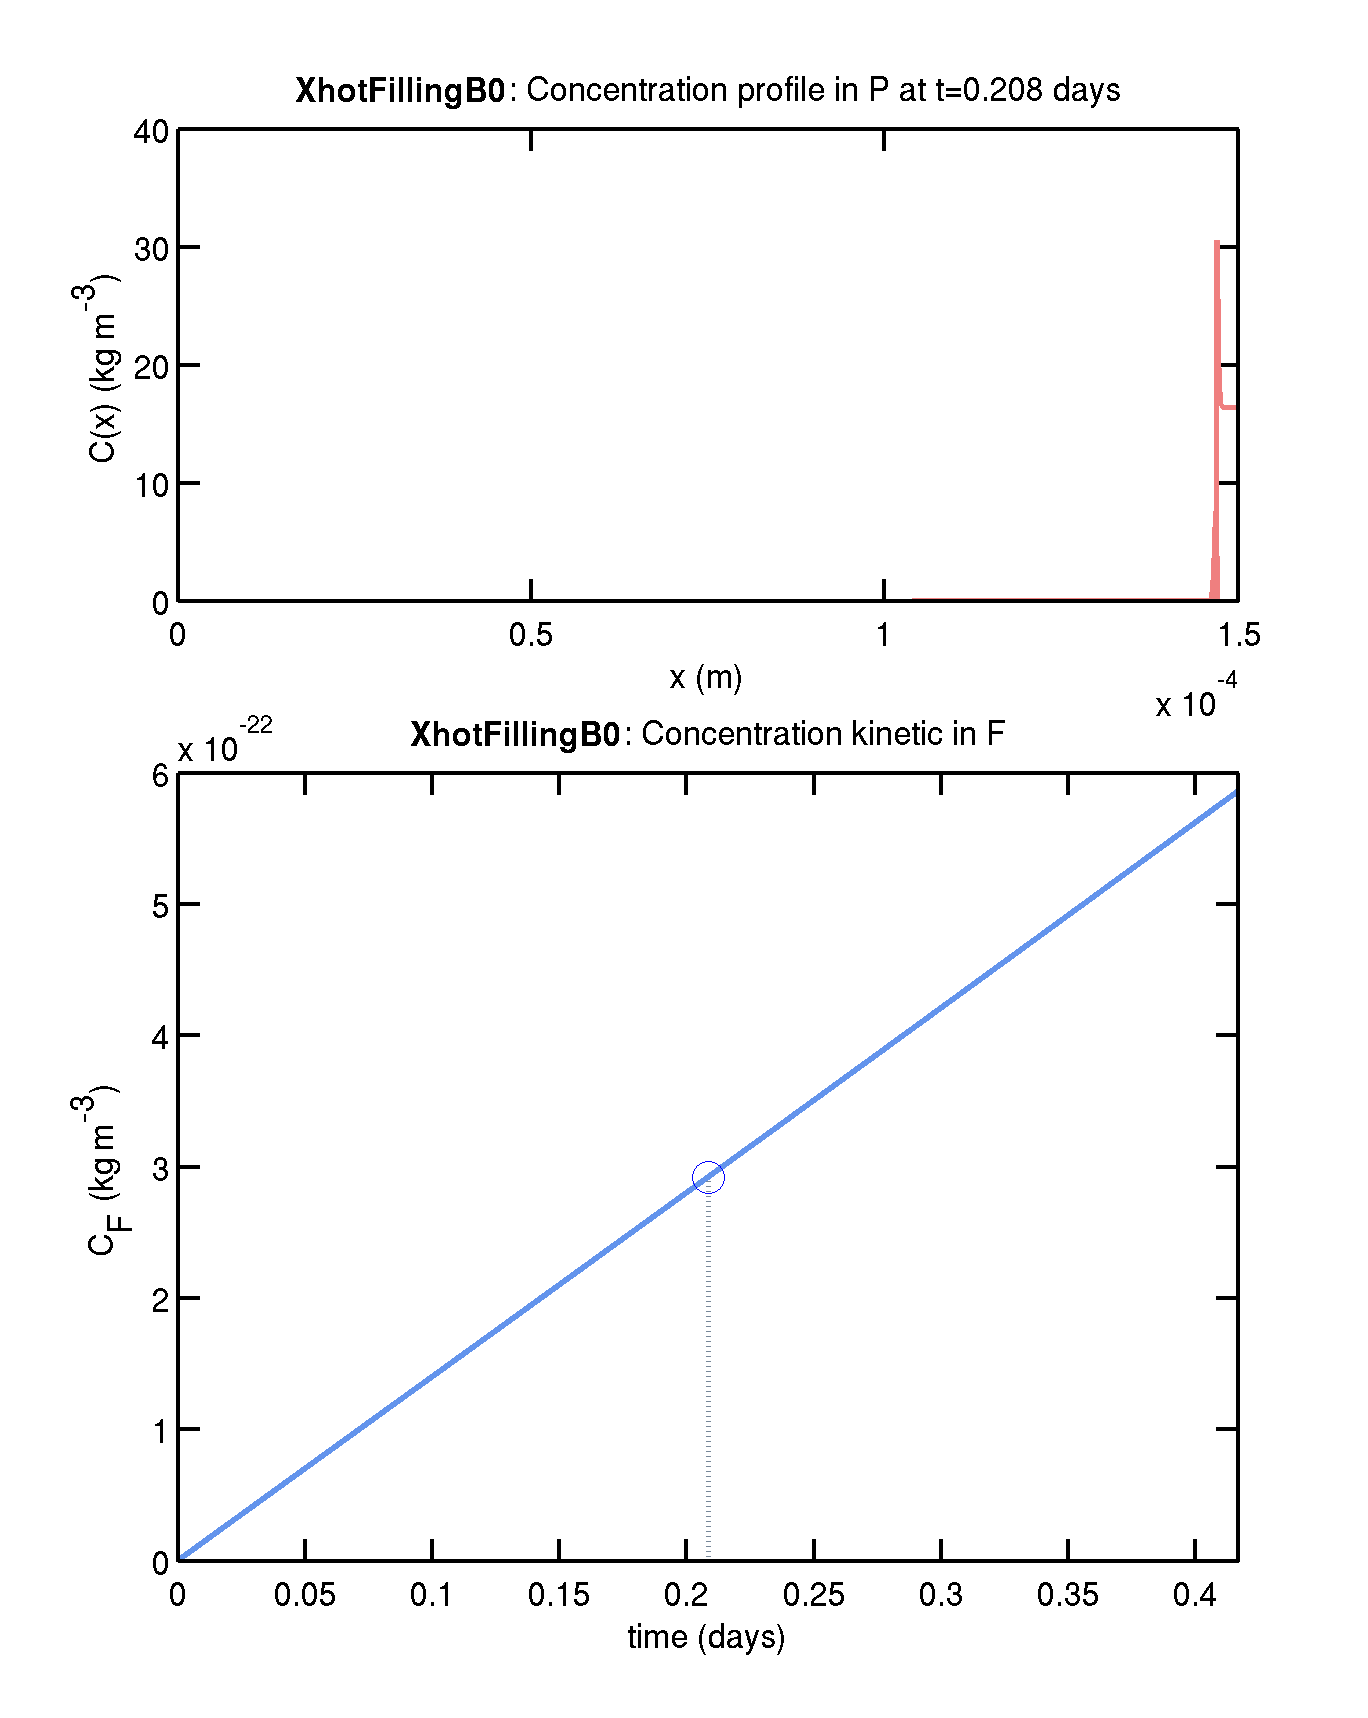 XhotFillingB0: Concentration profile in P at t=0.208 days
40
30
20
10
0
C(x) (kg m-3)
0 0.5 1 1.5
x (m)
x 10-4
x 10-22
XhotFillingB0: Concentration kinetic in F
6
5
4
3
2
1
0
CF (kg m-3)
0 0.05 0.1 0.15 0.2 0.25 0.3 0.35 0.4
time (days)